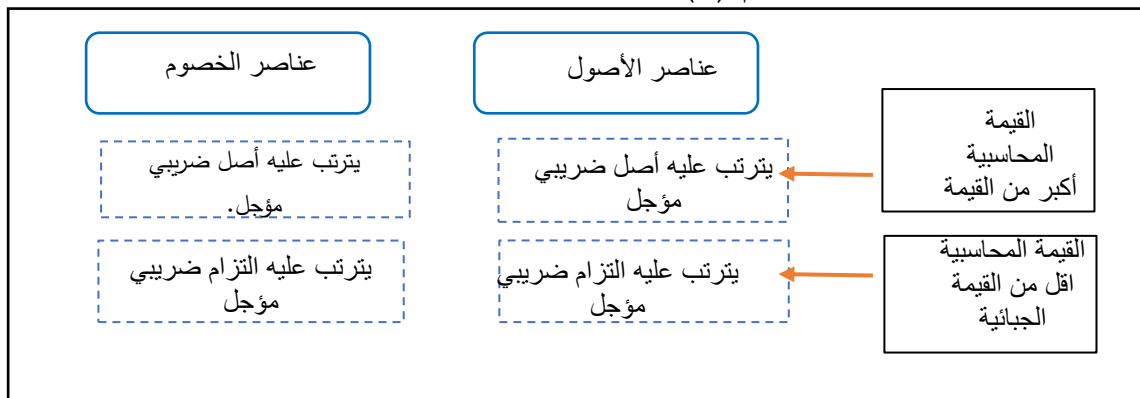 عناصر الأصول
عناصر الخصوم
القيمة
المحاسبية
أكبر من القيمة
يترتب عليه أصل ضريبي
مؤجل
يترتب عليه أصل ضريبي
مؤجل.
القيمة المحاسبية
اقل من القيمة
الجبائية
يترتب عليه التزام ضريبي
مؤجل
يترتب عليه التزام ضريبي
مؤجل